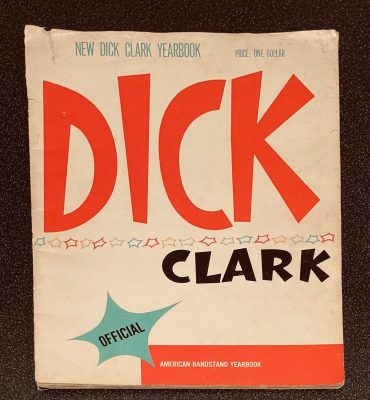 NEW DICK CLARK YEARBOOK PRICE: ONE DOLLAR
DICK
CLARK
OFFICIAL
AMERICAN BANDSTAND YEARBOOK